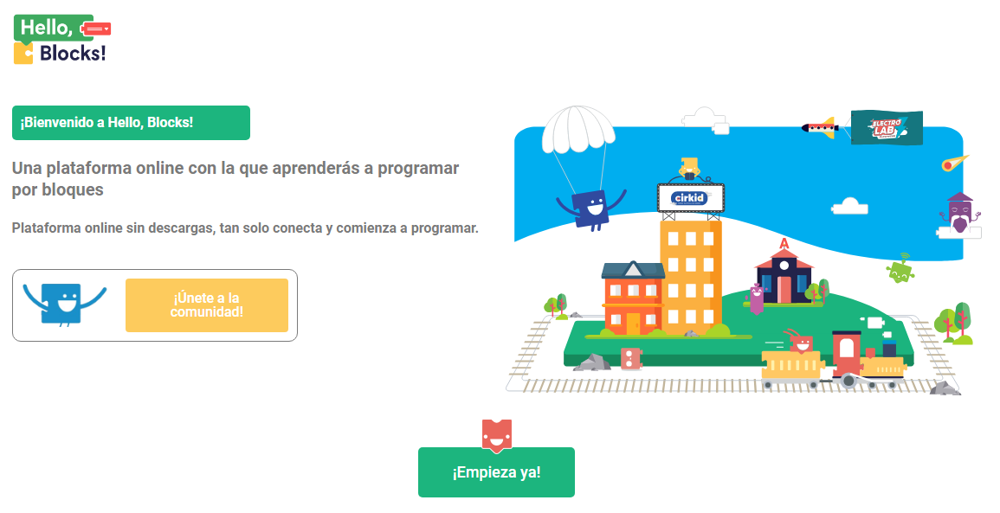 Hello,
Blocks!
¡Bienvenido a Hello, Blocks!
Una plataforma online con la que aprenderás a programar
por bloques
Plataforma online sin descargas, tan solo conecta y comienza a programar.
¡Únete a la
comunidad!
ELECTRO
LAB
cirkid
A
¡Empieza ya!